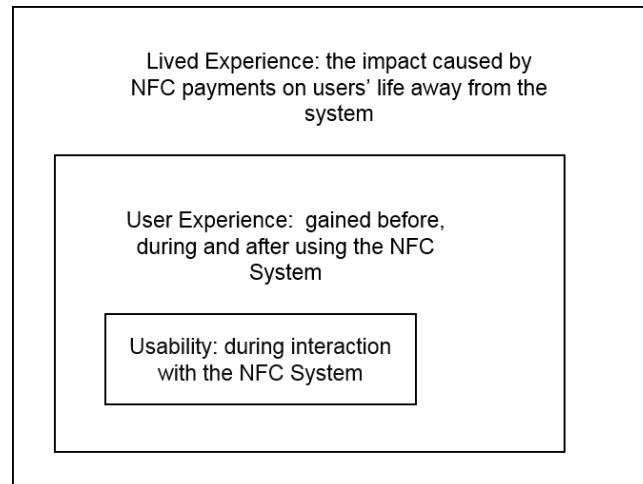 Lived Experience: the impact caused by
NFC payments on users' life away from the
system
User Experience:  gained before,
during and after using the NFC
System
Usability: during interaction
with the NFC System